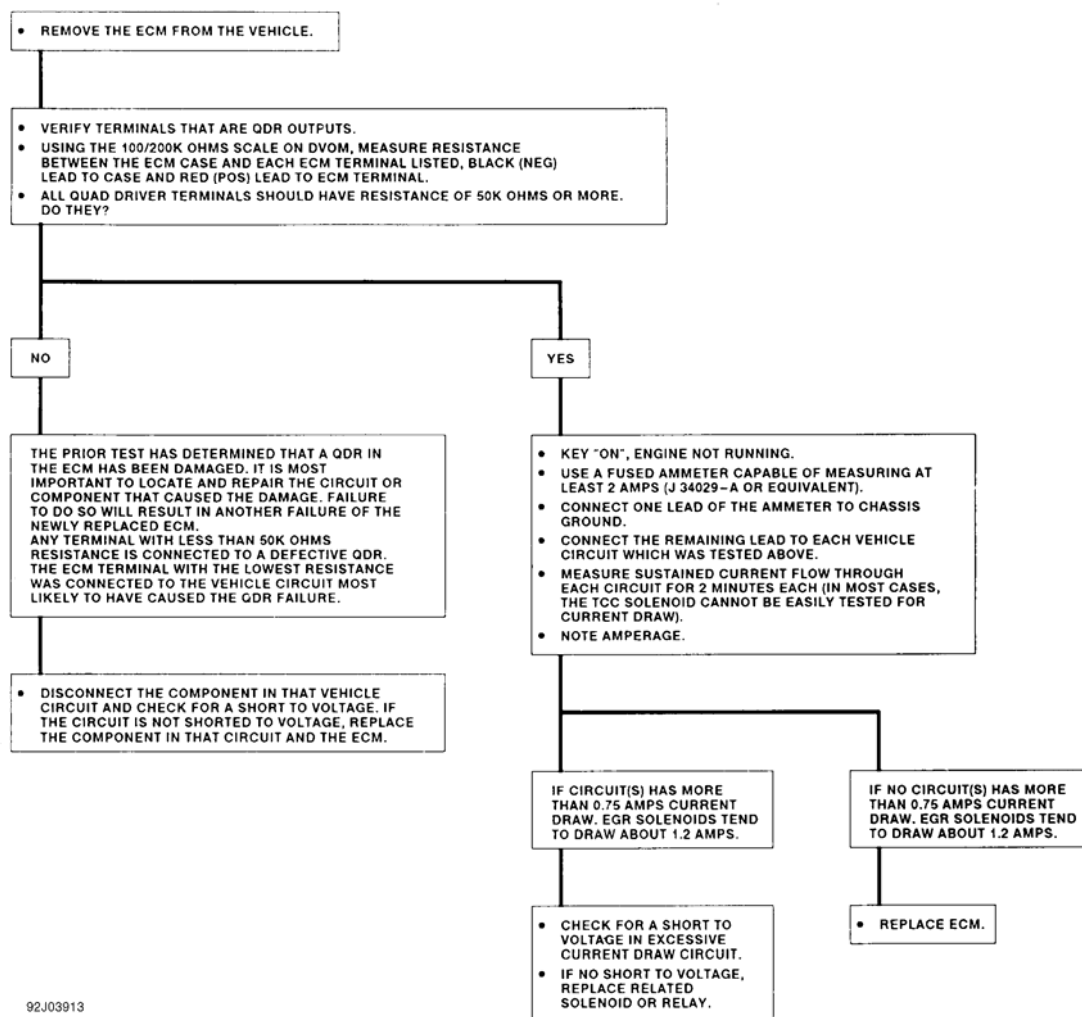 • REMOVE THE ECM FROM THE VEHICLE.
• VERIFY TERMINALS THAT ARE QDR OUTPUTS.
• USING THE 100/200K OHMS SCALE ON DVOM, MEASURE RESISTANCE
BETWEEN THE ECM CASE AND EACH ECM TERMINAL LISTED, BLACK (NEG)
LEAD TO CASE AND RED (POS) LEAD TO ECM TERMINAL.
• ALL QUAD DRIVER TERMINALS SHOULD HAVE RESISTANCE OF 50K OHMS OR MORE.
DO THEY?
NO
THE PRIOR TEST HAS DETERMINED THAT A QDR IN
THE ECM HAS BEEN DAMAGED. IT IS MOST
IMPORTANT TO LOCATE AND REPAIR THE CIRCUIT OR
COMPONENT THAT CAUSED THE DAMAGE. FAILURE
TO DO SO WILL RESULT IN ANOTHER FAILURE OF THE
NEWLY REPLACED ECM.
ANY TERMINAL WITH LESS THAN 50K OHMS
RESISTANCE IS CONNECTED TO A DEFECTIVE QDR.
THE ECM TERMINAL WITH THE LOWEST RESISTANCE
WAS CONNECTED TO THE VEHICLE CIRCUIT MOST
LIKELY TO HAVE CAUSED THE QDR FAILURE.
• DISCONNECT THE COMPONENT IN THAT VEHICLE
CIRCUIT AND CHECK FOR A SHORT TO VOLTAGE. IF
THE CIRCUIT IS NOT SHORTED TO VOLTAGE, REPLACE
THE COMPONENT IN THAT CIRCUIT AND THE ECM.
YES
• KEY "ON", ENGINE NOT RUNNING.
• USE A FUSED AMMETER CAPABLE OF MEASURING AT
LEAST 2 AMPS (J 34029-A OR EQUIVALENT).
• CONNECT ONE LEAD OF THE AMMETER TO CHASSIS
GROUND.
• CONNECT THE REMAINING LEAD TO EACH VEHICLE
CIRCUIT WHICH WAS TESTED ABOVE.
• MEASURE SUSTAINED CURRENT FLOW THROUGH
EACH CIRCUIT FOR 2 MINUTES EACH (IN MOST CASES,
THE TCC SOLENOID CANNOT BE EASILY TESTED FOR
CURRENT DRAW).
• NOTE AMPERAGE.
IF CIRCUIT(S) HAS MORE
THAN 0.75 AMPS CURRENT
DRAW. EGR SOLENOIDS TEND
TO DRAW ABOUT 1.2 AMPS.
• CHECK FOR A SHORT TO
VOLTAGE IN EXCESSIVE
CURRENT DRAW CIRCUIT.
• IF NO SHORT TO VOLTAGE,
REPLACE RELATED
SOLENOID OR RELAY.
IF NO CIRCUIT(S) HAS MORE
THAN 0.75 AMPS CURRENT
DRAW. EGR SOLENOIDS TEND
TO DRAW ABOUT 1.2 AMPS.
• REPLACE ECM.
92J03913